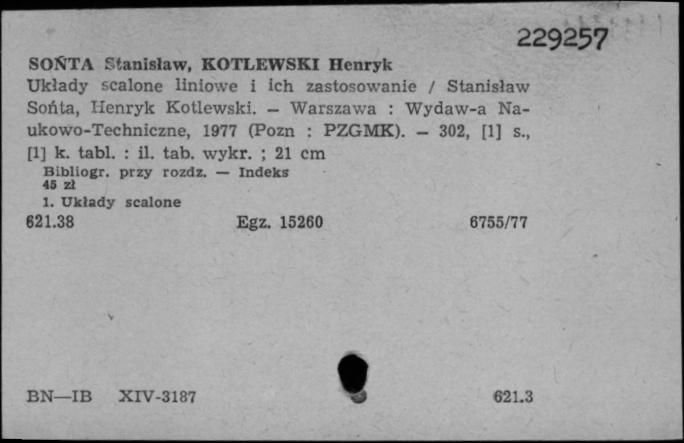 229257
SOŃTA Stanisław, KOTLEWSKI Henryk
Układy scalone liniowe i ich zastosowanie / Stanisław
Sońta, Henryk Kotlewski. — Warszawa : Wydaw-a Na-
ukowo-Techniczne, 1977 (Pozn : PZGMK). — 302, [1] s.,
[1] k. tabl. : il. tab. wykr. ; 21 cm
Bibliogr. przy rozdz. — Indeks
45 zł
1. Układy scalone
621.38 Egz. 15260 6755/77
BN—IB XIV-3187 621.3